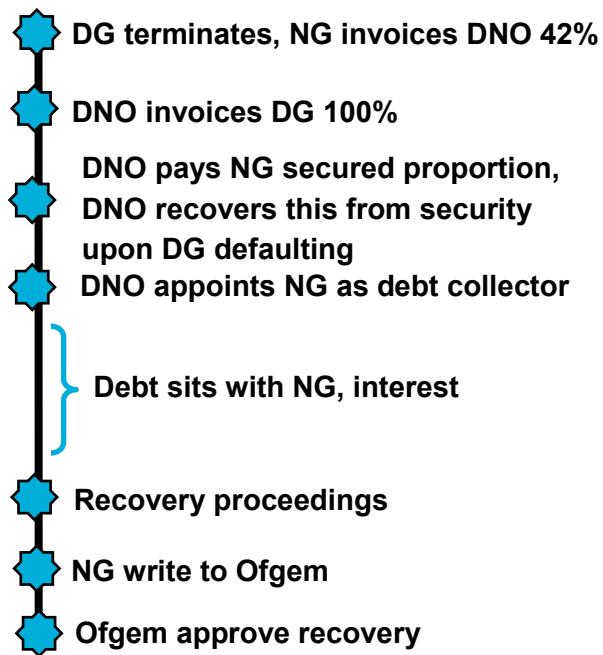 DG terminates, NG invoices DNO 42%
DNO invoices DG 100%
DNO pays NG secured proportion,
DNO recovers this from security
upon DG defaulting
DNO appoints NG as debt collector
Debt sits with NG, interest
Recovery proceedings
NG write to Ofgem
Ofgem approve recovery